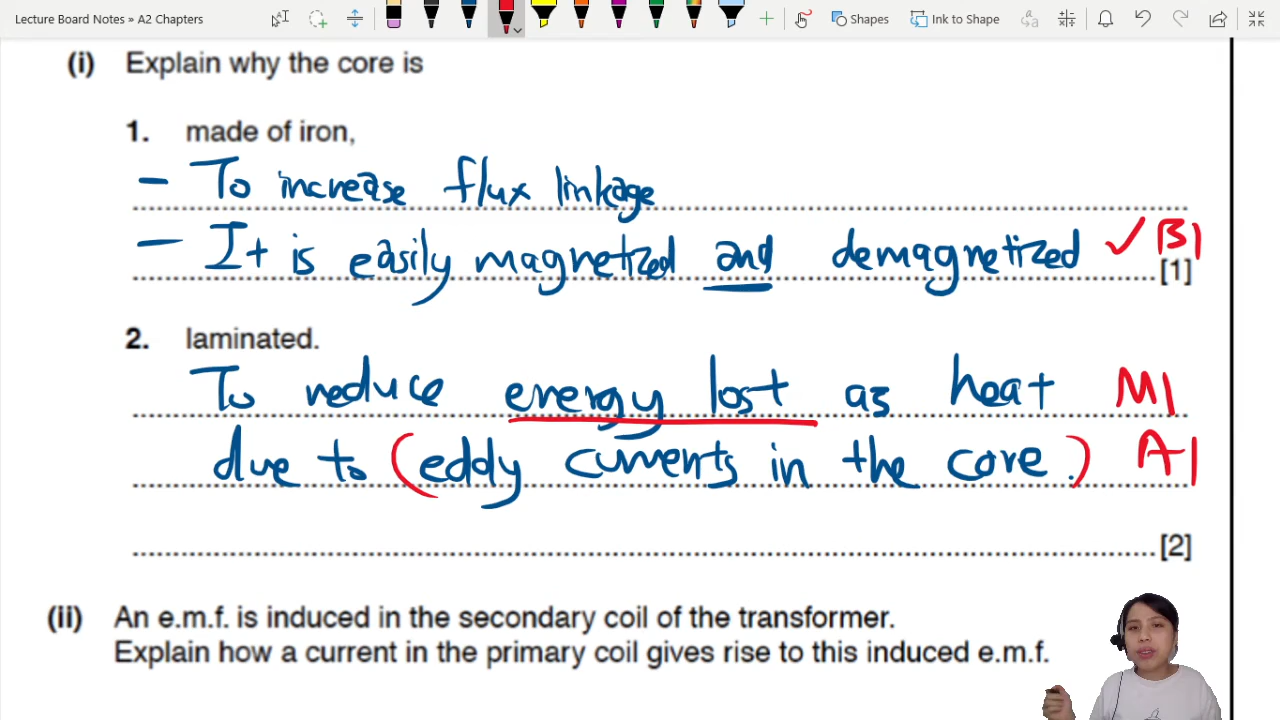 Lecture Board Notes » A2 Chapters
Shapes
Ink to Shape
(i) Explain why the core is
1. made of iron,
- To increase flux linkage
- It is easily magnetized and demagnetized ✓ B1
[1]
2. laminated.
To reduce energy lost as heat M1
due to (eddy currents in the core.) A1
[2]
(ii) An e.m.f. is induced in the secondary coil of the transformer.
Explain how a current in the primary coil gives rise to this induced e.m.f.